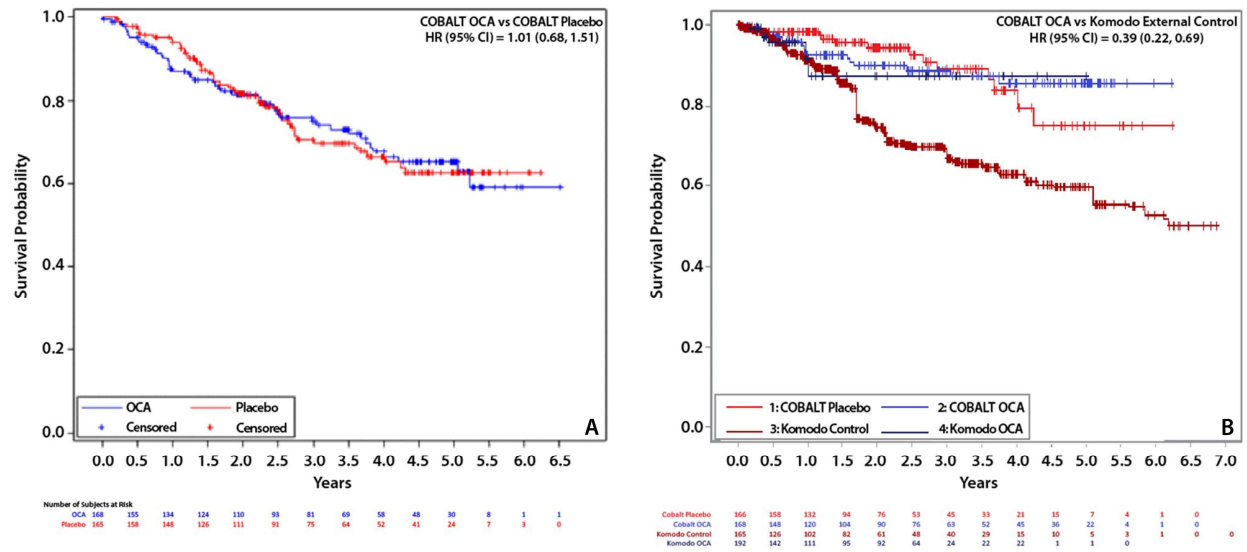 COBALT OCA vs COBALT Placebo
HR (95% CI) = 1.01 (0.68, 1.51)
1.0
0.8
0.6
0.4
0.2
0.0
Survival Probability
OCA Placebo
Censored Censored
A
0.0 0.5 1.0 1.5 2.0 2.5 3.0 3.5 4.0 4.5 5.0 5.5 6.0 6.5
Years
Number of Subjects at Risk
OCA 168 155 134 124 110 93 81 69 58 48 30 8 1 1
Placebo 165 158 148 126 111 91 75 64 52 41 24 7 3 0
COBALT OCA vs Komodo External Control
HR (95% CI) = 0.39 (0.22, 0.69)
1.0
0.8
0.6
0.4
0.2
0.0
Survival Probability
1: COBALT Placebo 2: COBALT OCA
3: Komodo Control 4: Komodo OCA
B
0.0 0.5 1.0 1.5 2.0 2.5 3.0 3.5 4.0 4.5 5.0 5.5 6.0 6.5 7.0
Years
Cobalt Placebo 166 158 132 94 76 53 45 33 21 15 7 4 1 0
Cobalt OCA 168 148 120 104 90 76 63 52 45 36 22 4 1 0
Komodo Control 165 126 102 82 61 48 40 29 15 10 5 3 1 0 0
Komodo OCA 192 142 111 95 92 64 24 22 22 1 1 0